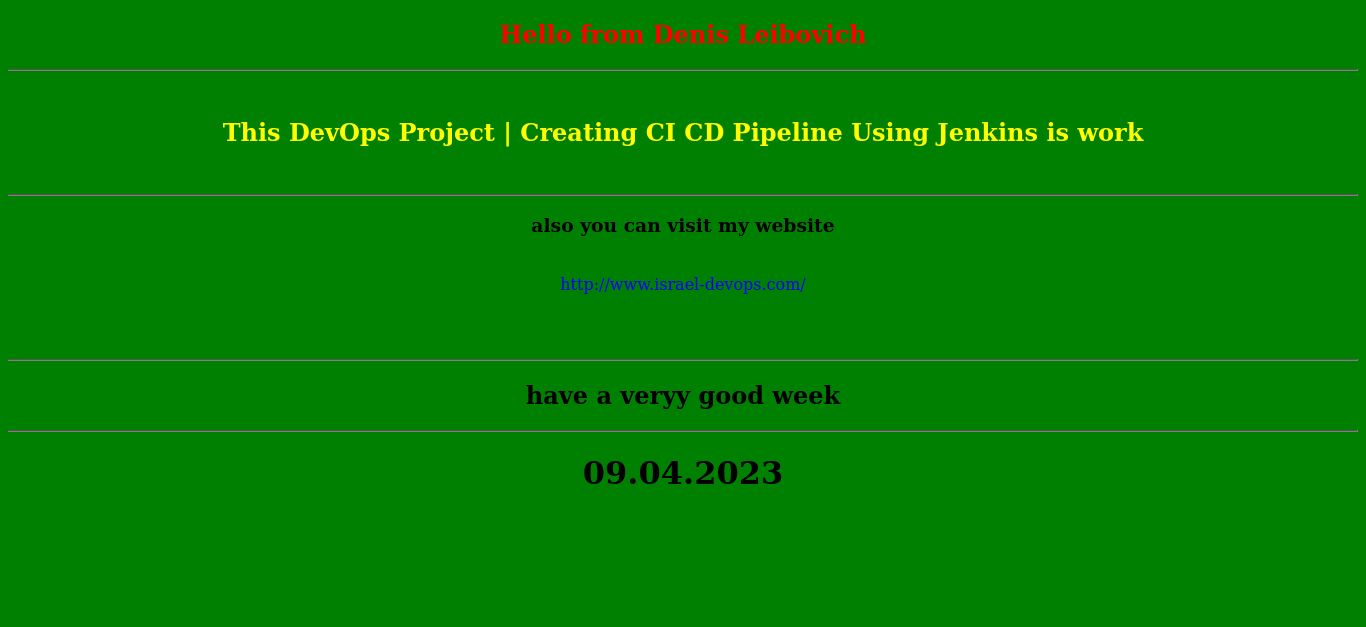 Hello from Denis Leibovich
This DevOps Project | Creating CI CD Pipeline Using Jenkins is work
also you can visit my website
http://www.israel-devops.com/
have a veryy good week
09.04.2023